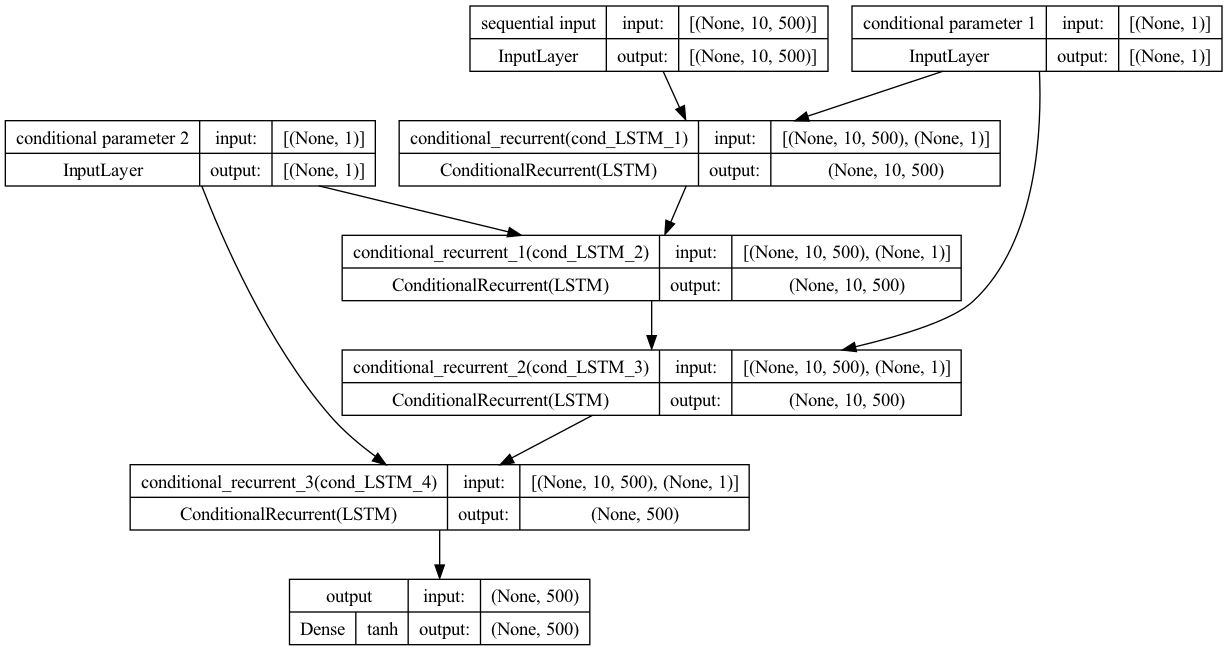 sequential input input: [(None, 10, 500)]
InputLayer output: [(None, 10, 500)]
conditional parameter 1 input: [(None, 1)]
InputLayer output: [(None, 1)]
conditional parameter 2 input: [(None, 1)]
InputLayer output: [(None, 1)]
conditional_recurrent(cond_LSTM_1) input: [(None, 10, 500), (None, 1)]
ConditionalRecurrent(LSTM) output: (None, 10, 500)
conditional_recurrent_1(cond_LSTM_2) input: [(None, 10, 500), (None, 1)]
ConditionalRecurrent(LSTM) output: (None, 10, 500)
conditional_recurrent_2(cond_LSTM_3) input: [(None, 10, 500), (None, 1)]
ConditionalRecurrent(LSTM) output: (None, 10, 500)
conditional_recurrent_3(cond_LSTM_4) input: [(None, 10, 500), (None, 1)]
ConditionalRecurrent(LSTM) output: (None, 500)
output input: (None, 500)
Dense tanh output: (None, 500)